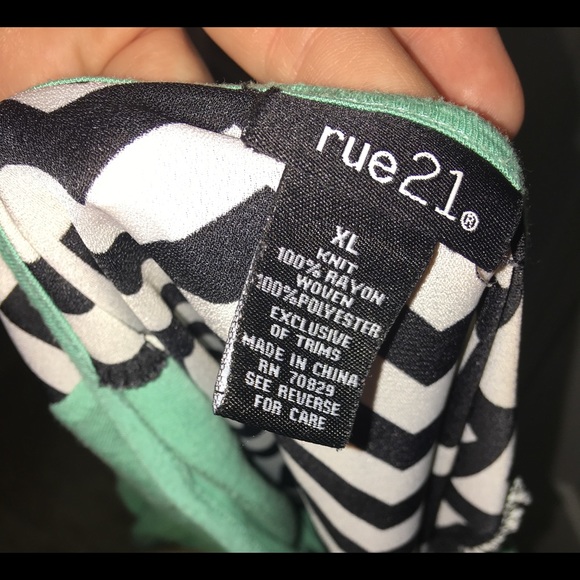 rue21®
XL
KNIT
100% RAYON
WOVEN
100%POLYESTER
EXCLUSIVE
OF TRIMS
MADE IN CHINA
RN 70829
SEE REVERSE
FOR CARE